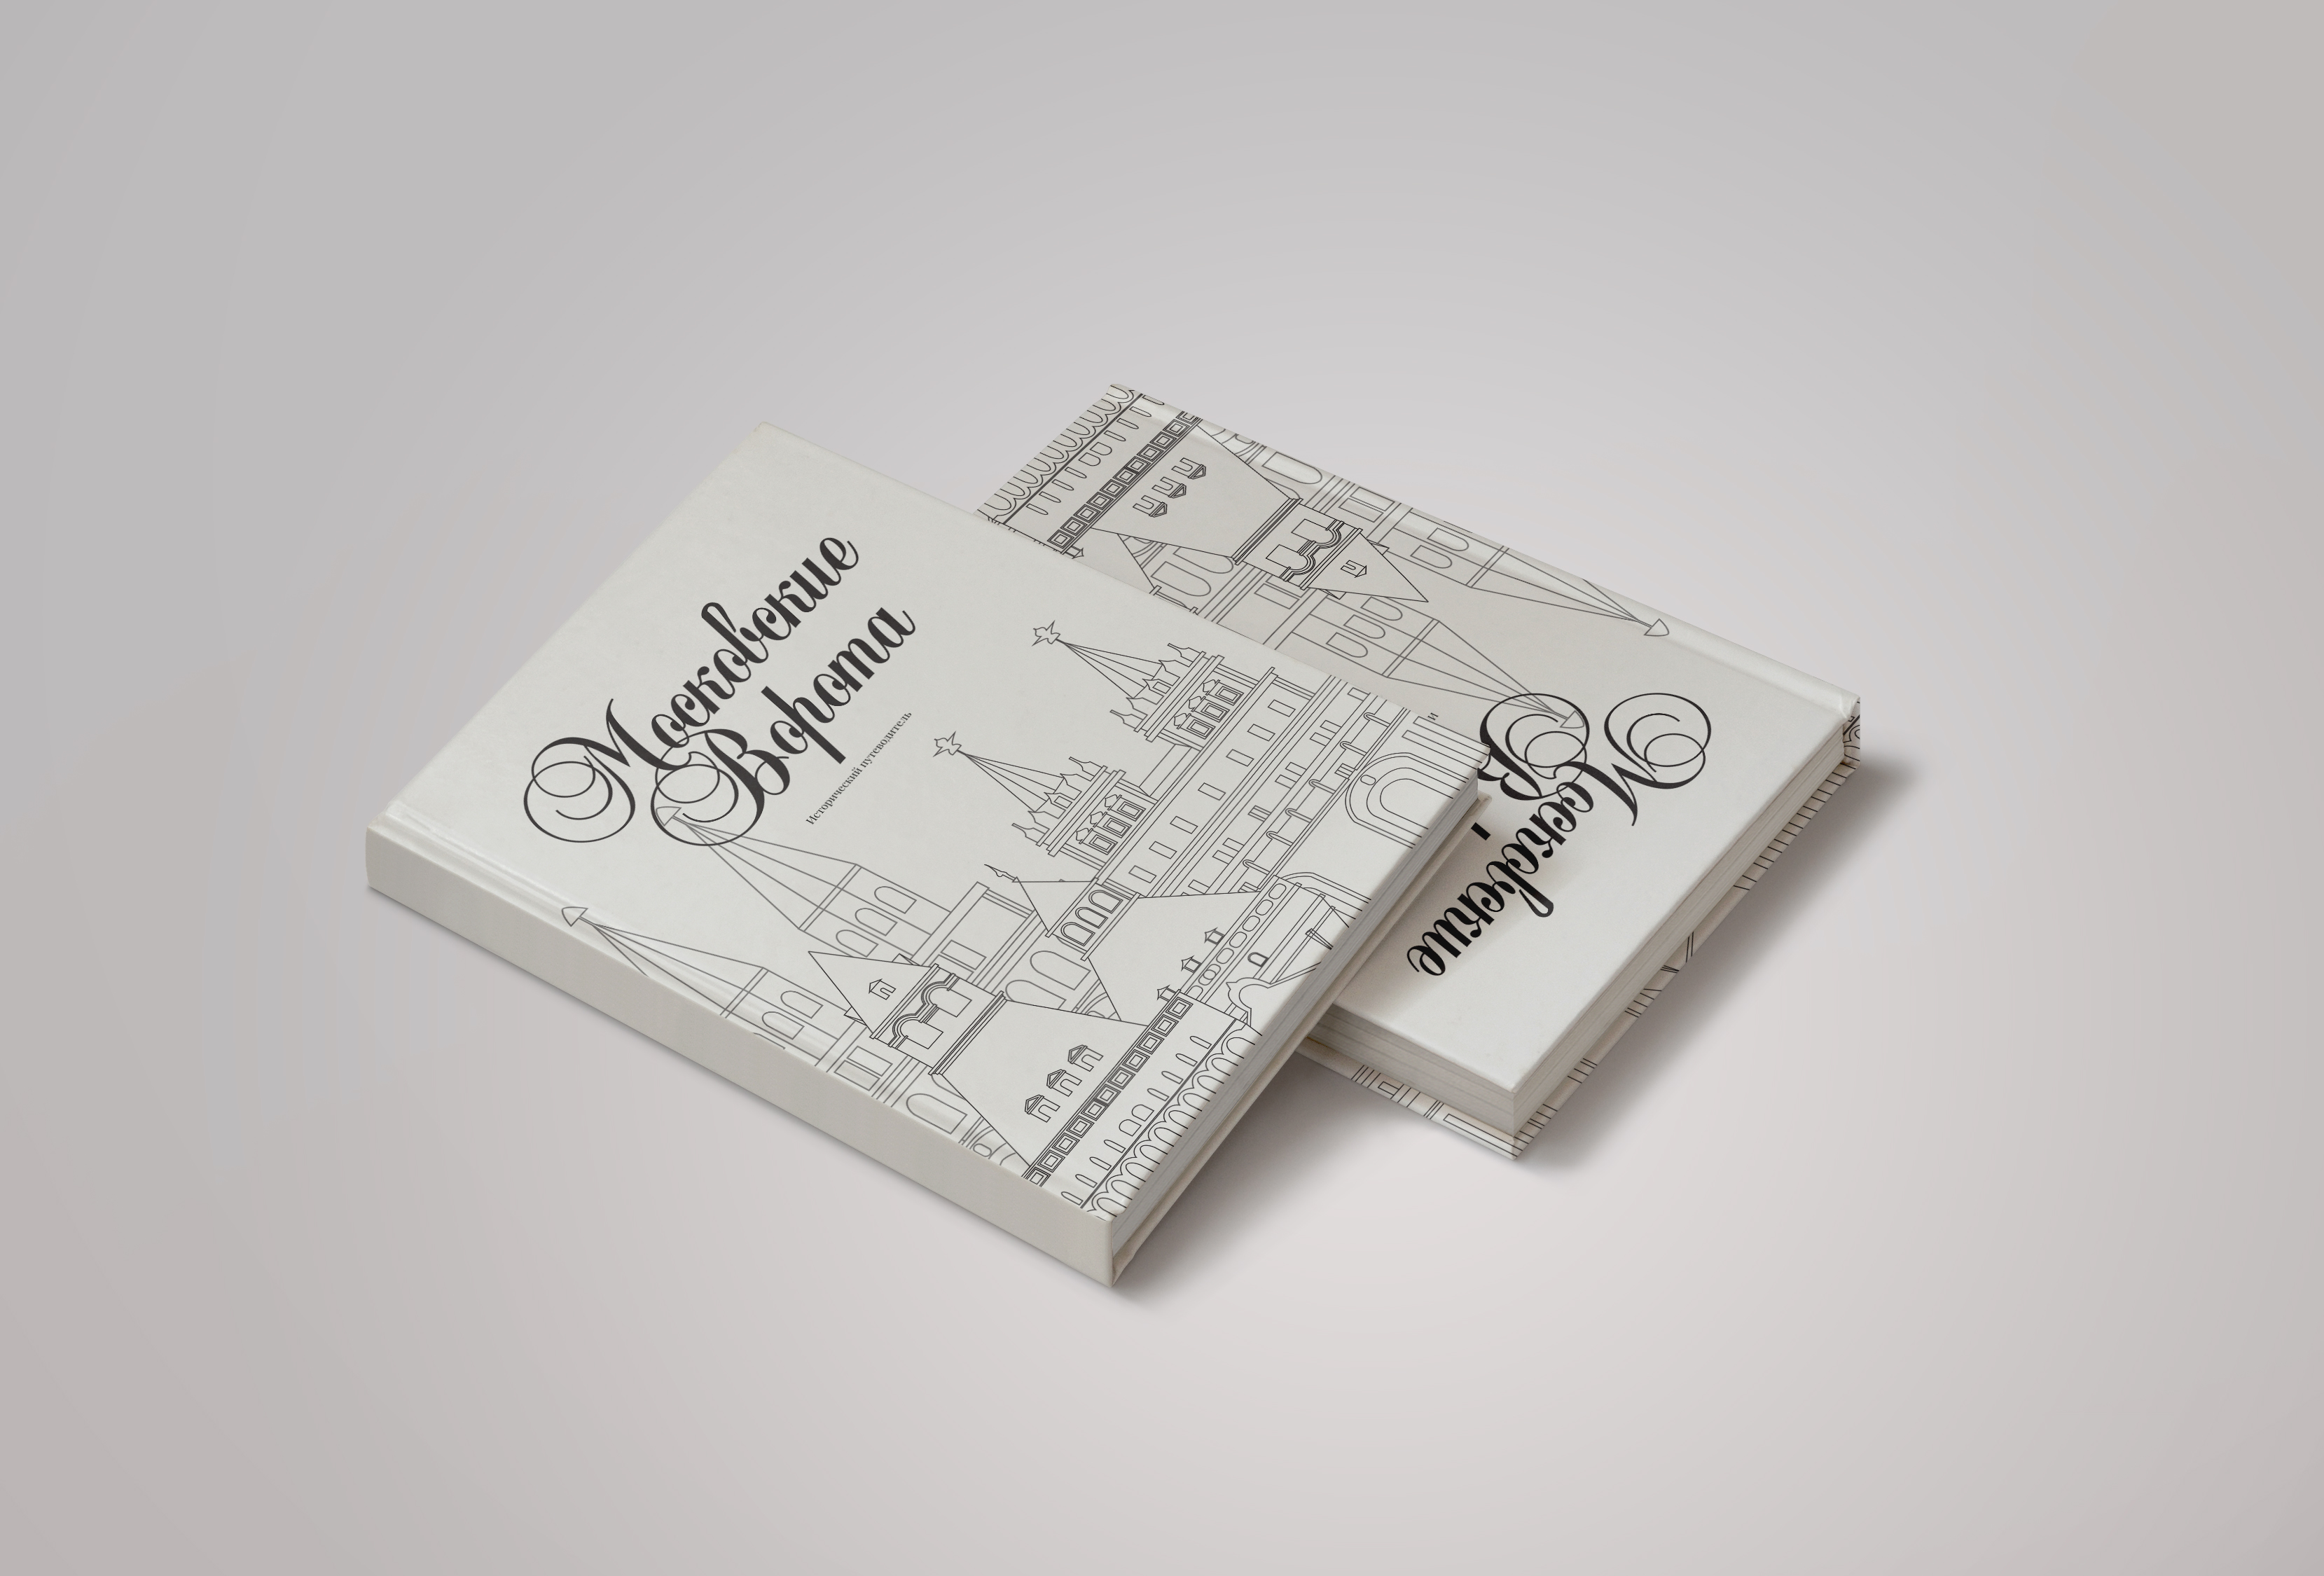 Московские
Ворота
Исторический путеводитель
Московские
В
И